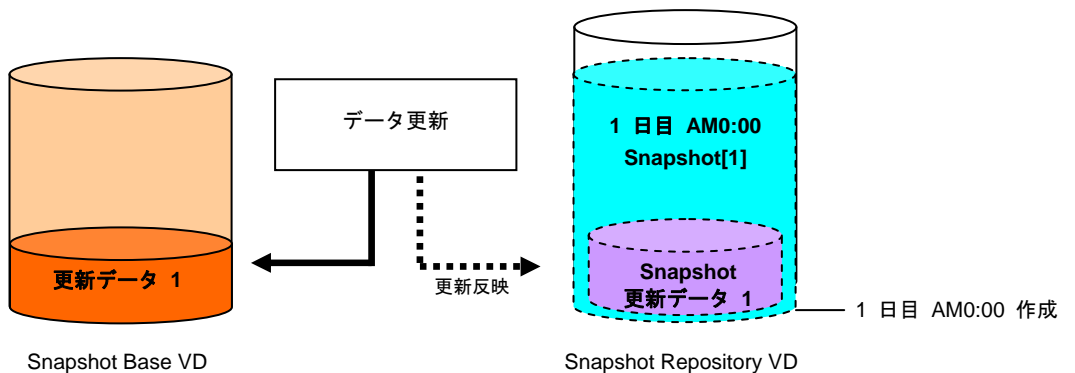 データ更新
1 日目 AM0:00
Snapshot[1]
更新データ 1
Snapshot
更新データ 1
更新反映
1 日目 AM0:00 作成
Snapshot Base VD
Snapshot Repository VD